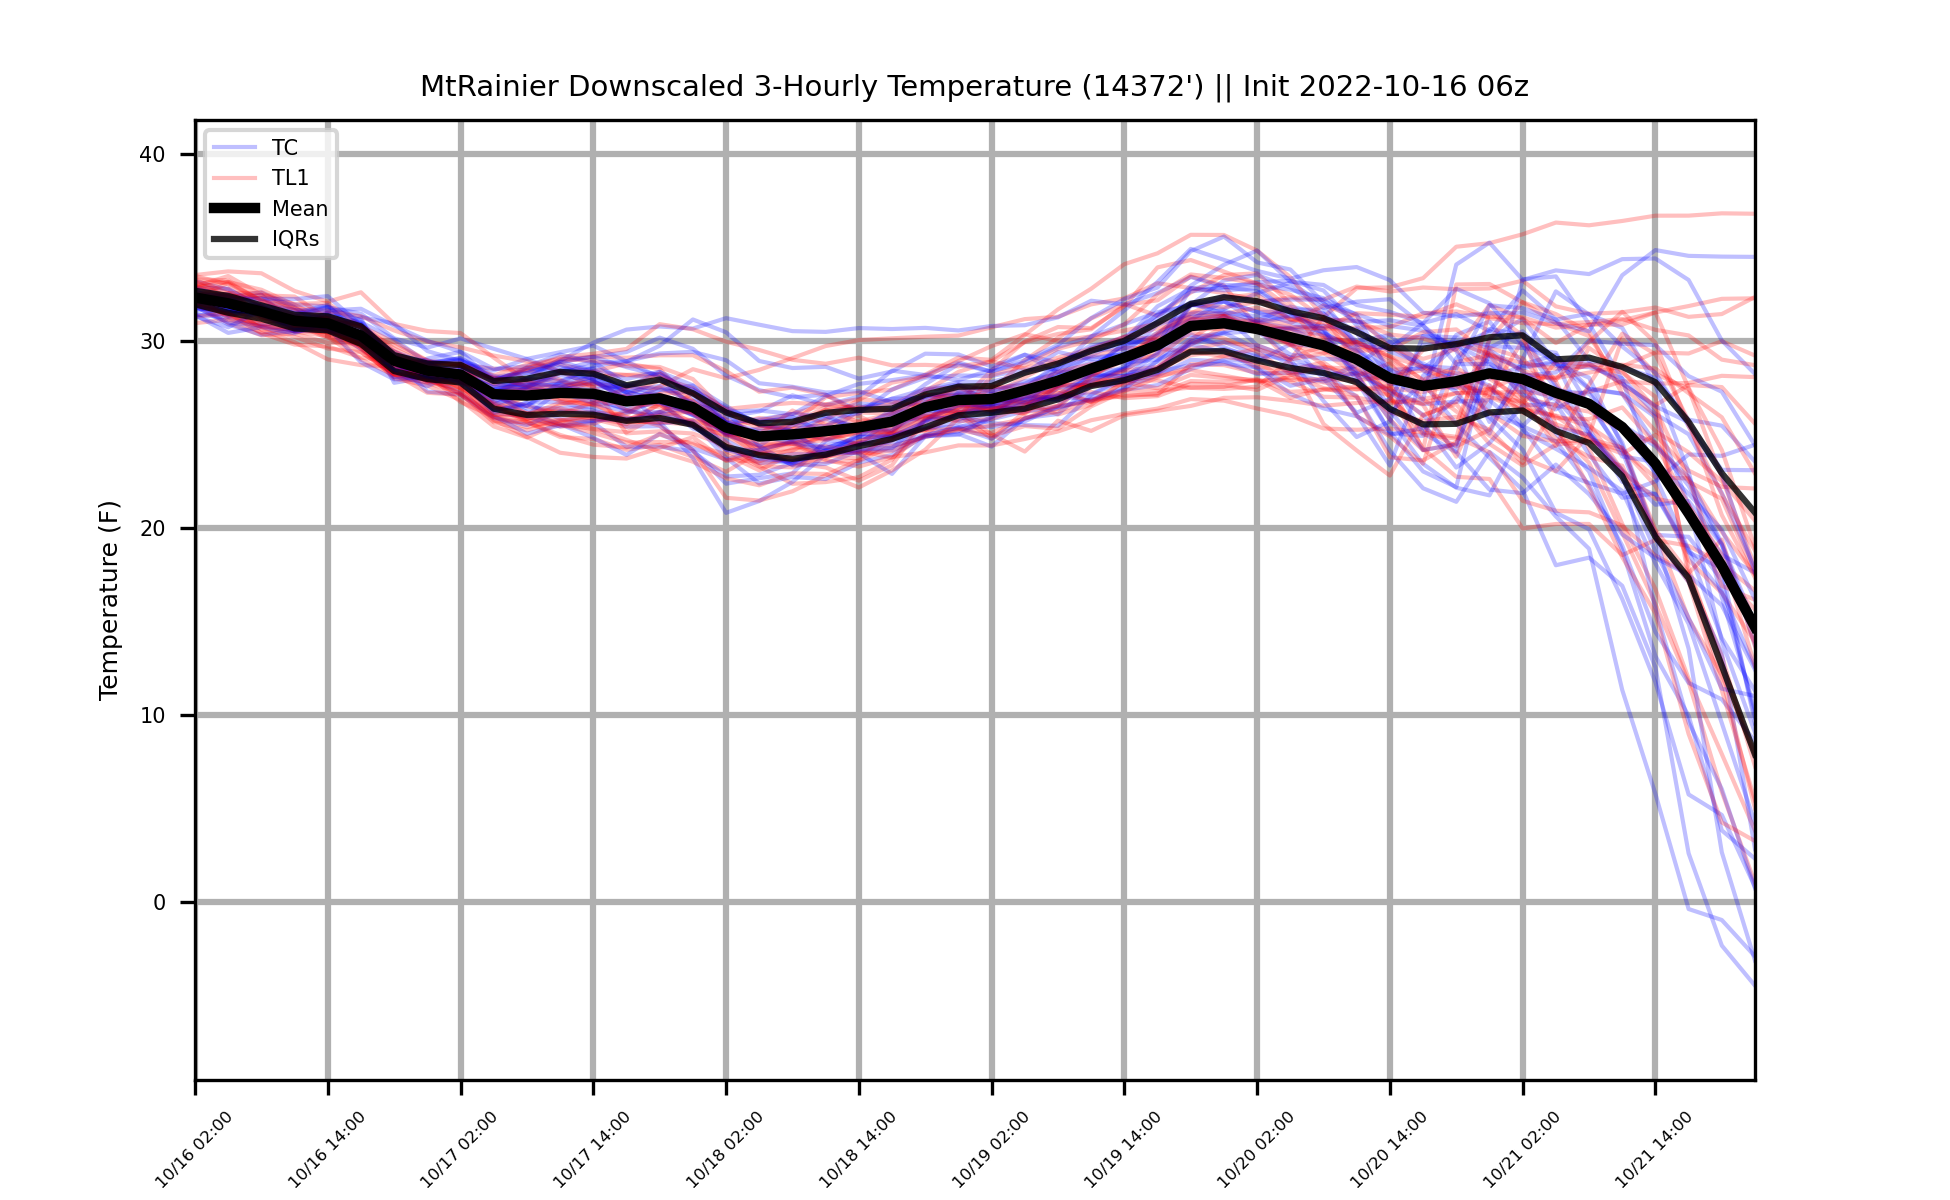 MtRainier Downscaled 3-Hourly Temperature (14372') || Init 2022-10-16 06z
TC
TL1
Mean
IQRs
Temperature (F)
40
30
20
10
0
10/16 02:00
10/16 14:00
10/17 02:00
10/17 14:00
10/18 02:00
10/18 14:00
10/19 02:00
10/19 14:00
10/20 02:00
10/20 14:00
10/21 02:00
10/21 14:00